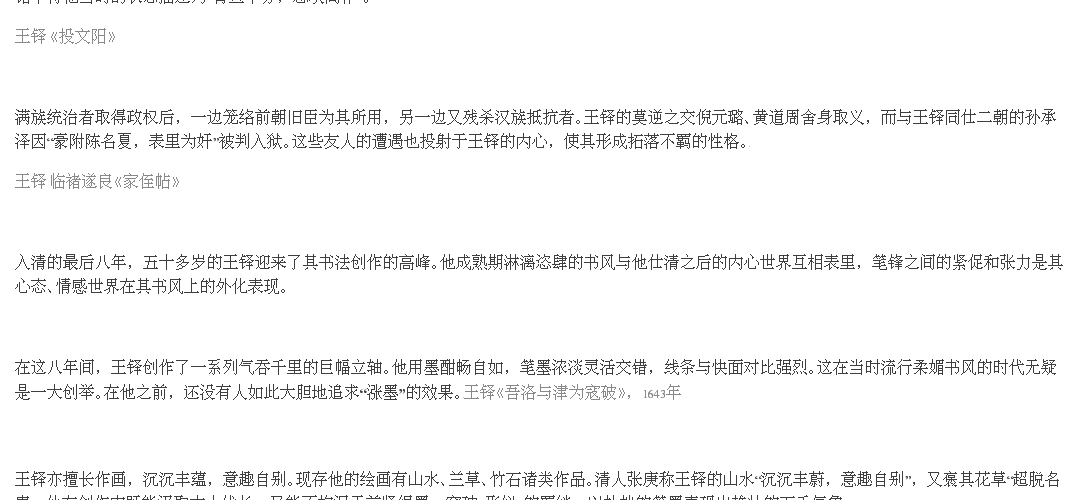 王铎《投文阳》
满族统治者取得政权后，一边笼络前朝旧臣为其所用，另一边又残杀汉族抵抗者。王铎的莫逆之交倪元璐、黄道周舍身取义，而与王铎同仕二朝的孙承
泽因“豪附陈名夏，表里为奸”被判入狱。这些友人的遭遇也投射于王铎的内心，使其形成拓落不羁的性格。
王铎 临褚遂良《家侄帖》
入清的最后八年，五十多岁的王铎迎来了其书法创作的高峰。他成熟期淋漓恣肆的书风与他仕清之后的内心世界互相表里，笔锋之间的紧促和张力是其
心态、情感世界在其书风上的外化表现。
在这八年间，王铎创作了一系列气吞千里的巨幅立轴。他用墨酣畅自如，笔墨浓淡灵活交错，线条与快面对比强烈。这在当时流行柔媚书风的时代无疑
是一大创举。在他之前，还没有人如此大胆地追求“涨墨”的效果。王铎《吾洛与津为寇破》，1643年
王铎亦擅长作画，沉沉丰蕴，意趣自别。现存他的绘画有山水、兰草、竹石诸类作品。清人张庚称王铎的山水“沉沉丰蔚，意趣自别”，又褒其花草“超脱名